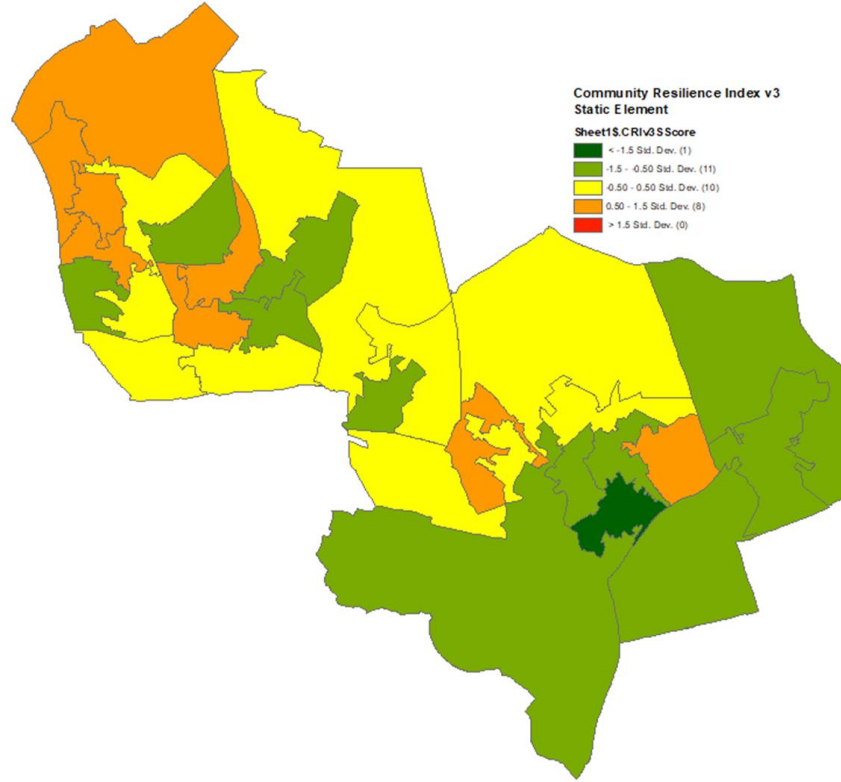 Community Resilience Index v3
Static Element
Sheet1$.CRIv3SScore
< -1.5 Std. Dev. (1)
-1.5 - -0.50 Std. Dev. (11)
-0.50 - 0.50 Std. Dev. (10)
0.50 - 1.5 Std. Dev. (8)
> 1.5 Std. Dev. (0)